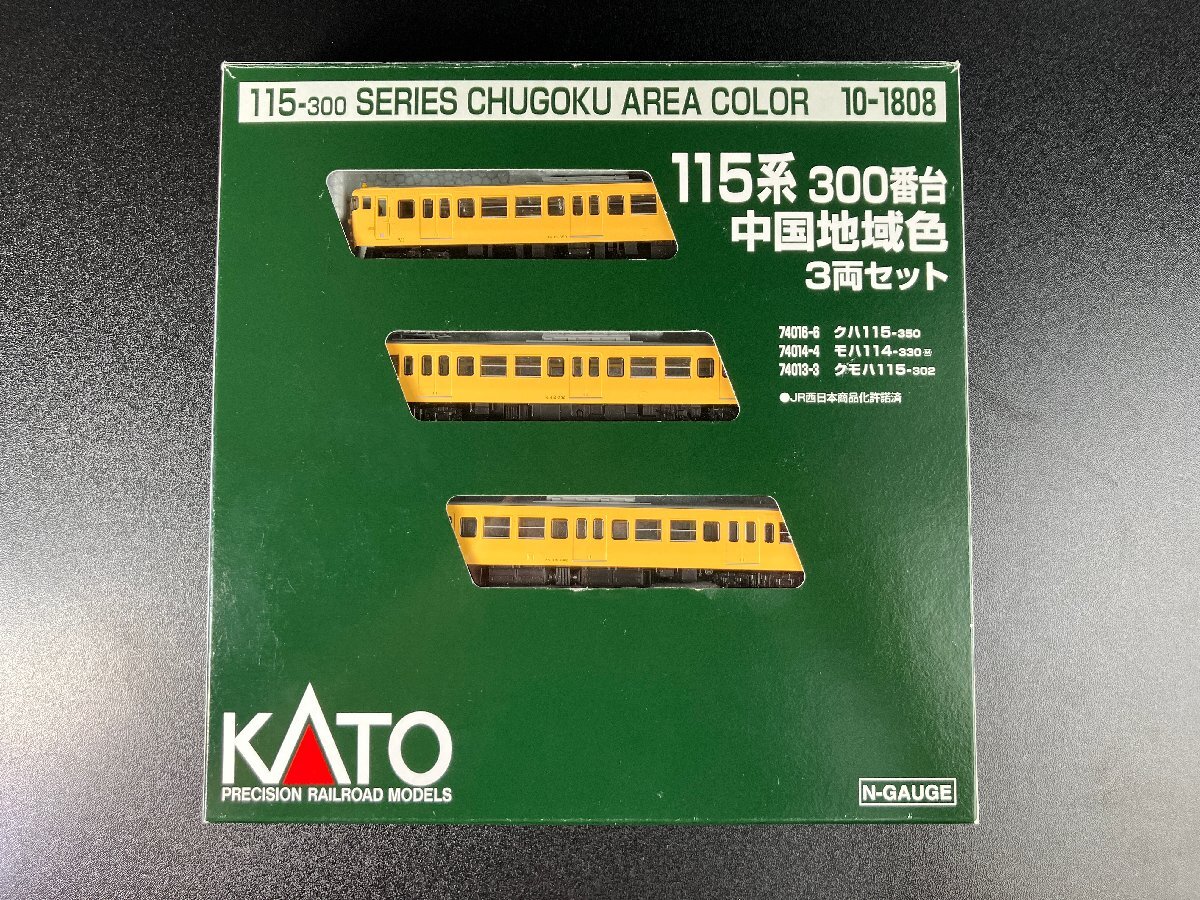 115-300 SERIES CHUGOKU AREA COLOR 10-1808
115系 300番台
中国地域色
3両セット
74016-6 クハ115-350
74014-4 モハ114-330 Ⓜ
74013-3 クモハ115-302
●JR西日本商品化許諾済
KATO
PRECISION RAILROAD MODELS
N-GAUGE